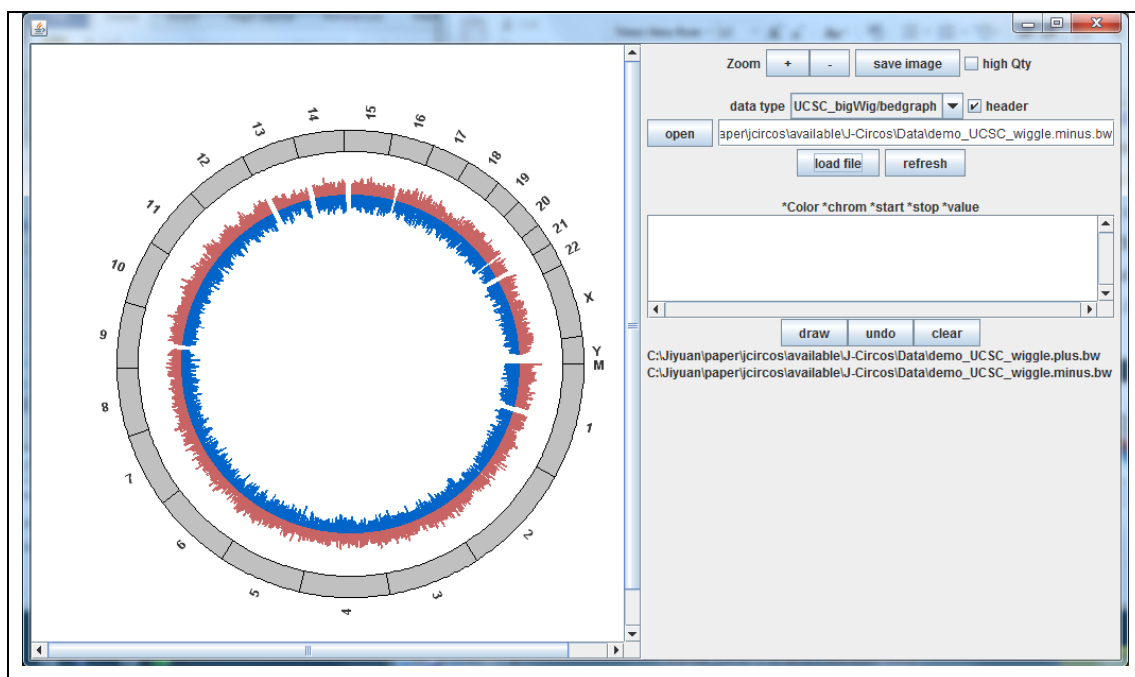 Zoom + - save image high Qty
data type UCSC_bigWig/bedgraph header
open aper\jcircos\available\J-Circos\Data\demo_UCSC_wiggle.minus.bw
load file refresh
*Color *chrom *start *stop *value
draw undo clear
C:\Jiyuan\paper\jcircos\available\J-Circos\Data\demo_UCSC_wiggle.plus.bw
C:\Jiyuan\paper\jcircos\available\J-Circos\Data\demo_UCSC_wiggle.minus.bw
1
2
3
4
5
6
7
8
9
10
11
12
13
14
15
16
17
18
19
20
21
22
X
Y
M